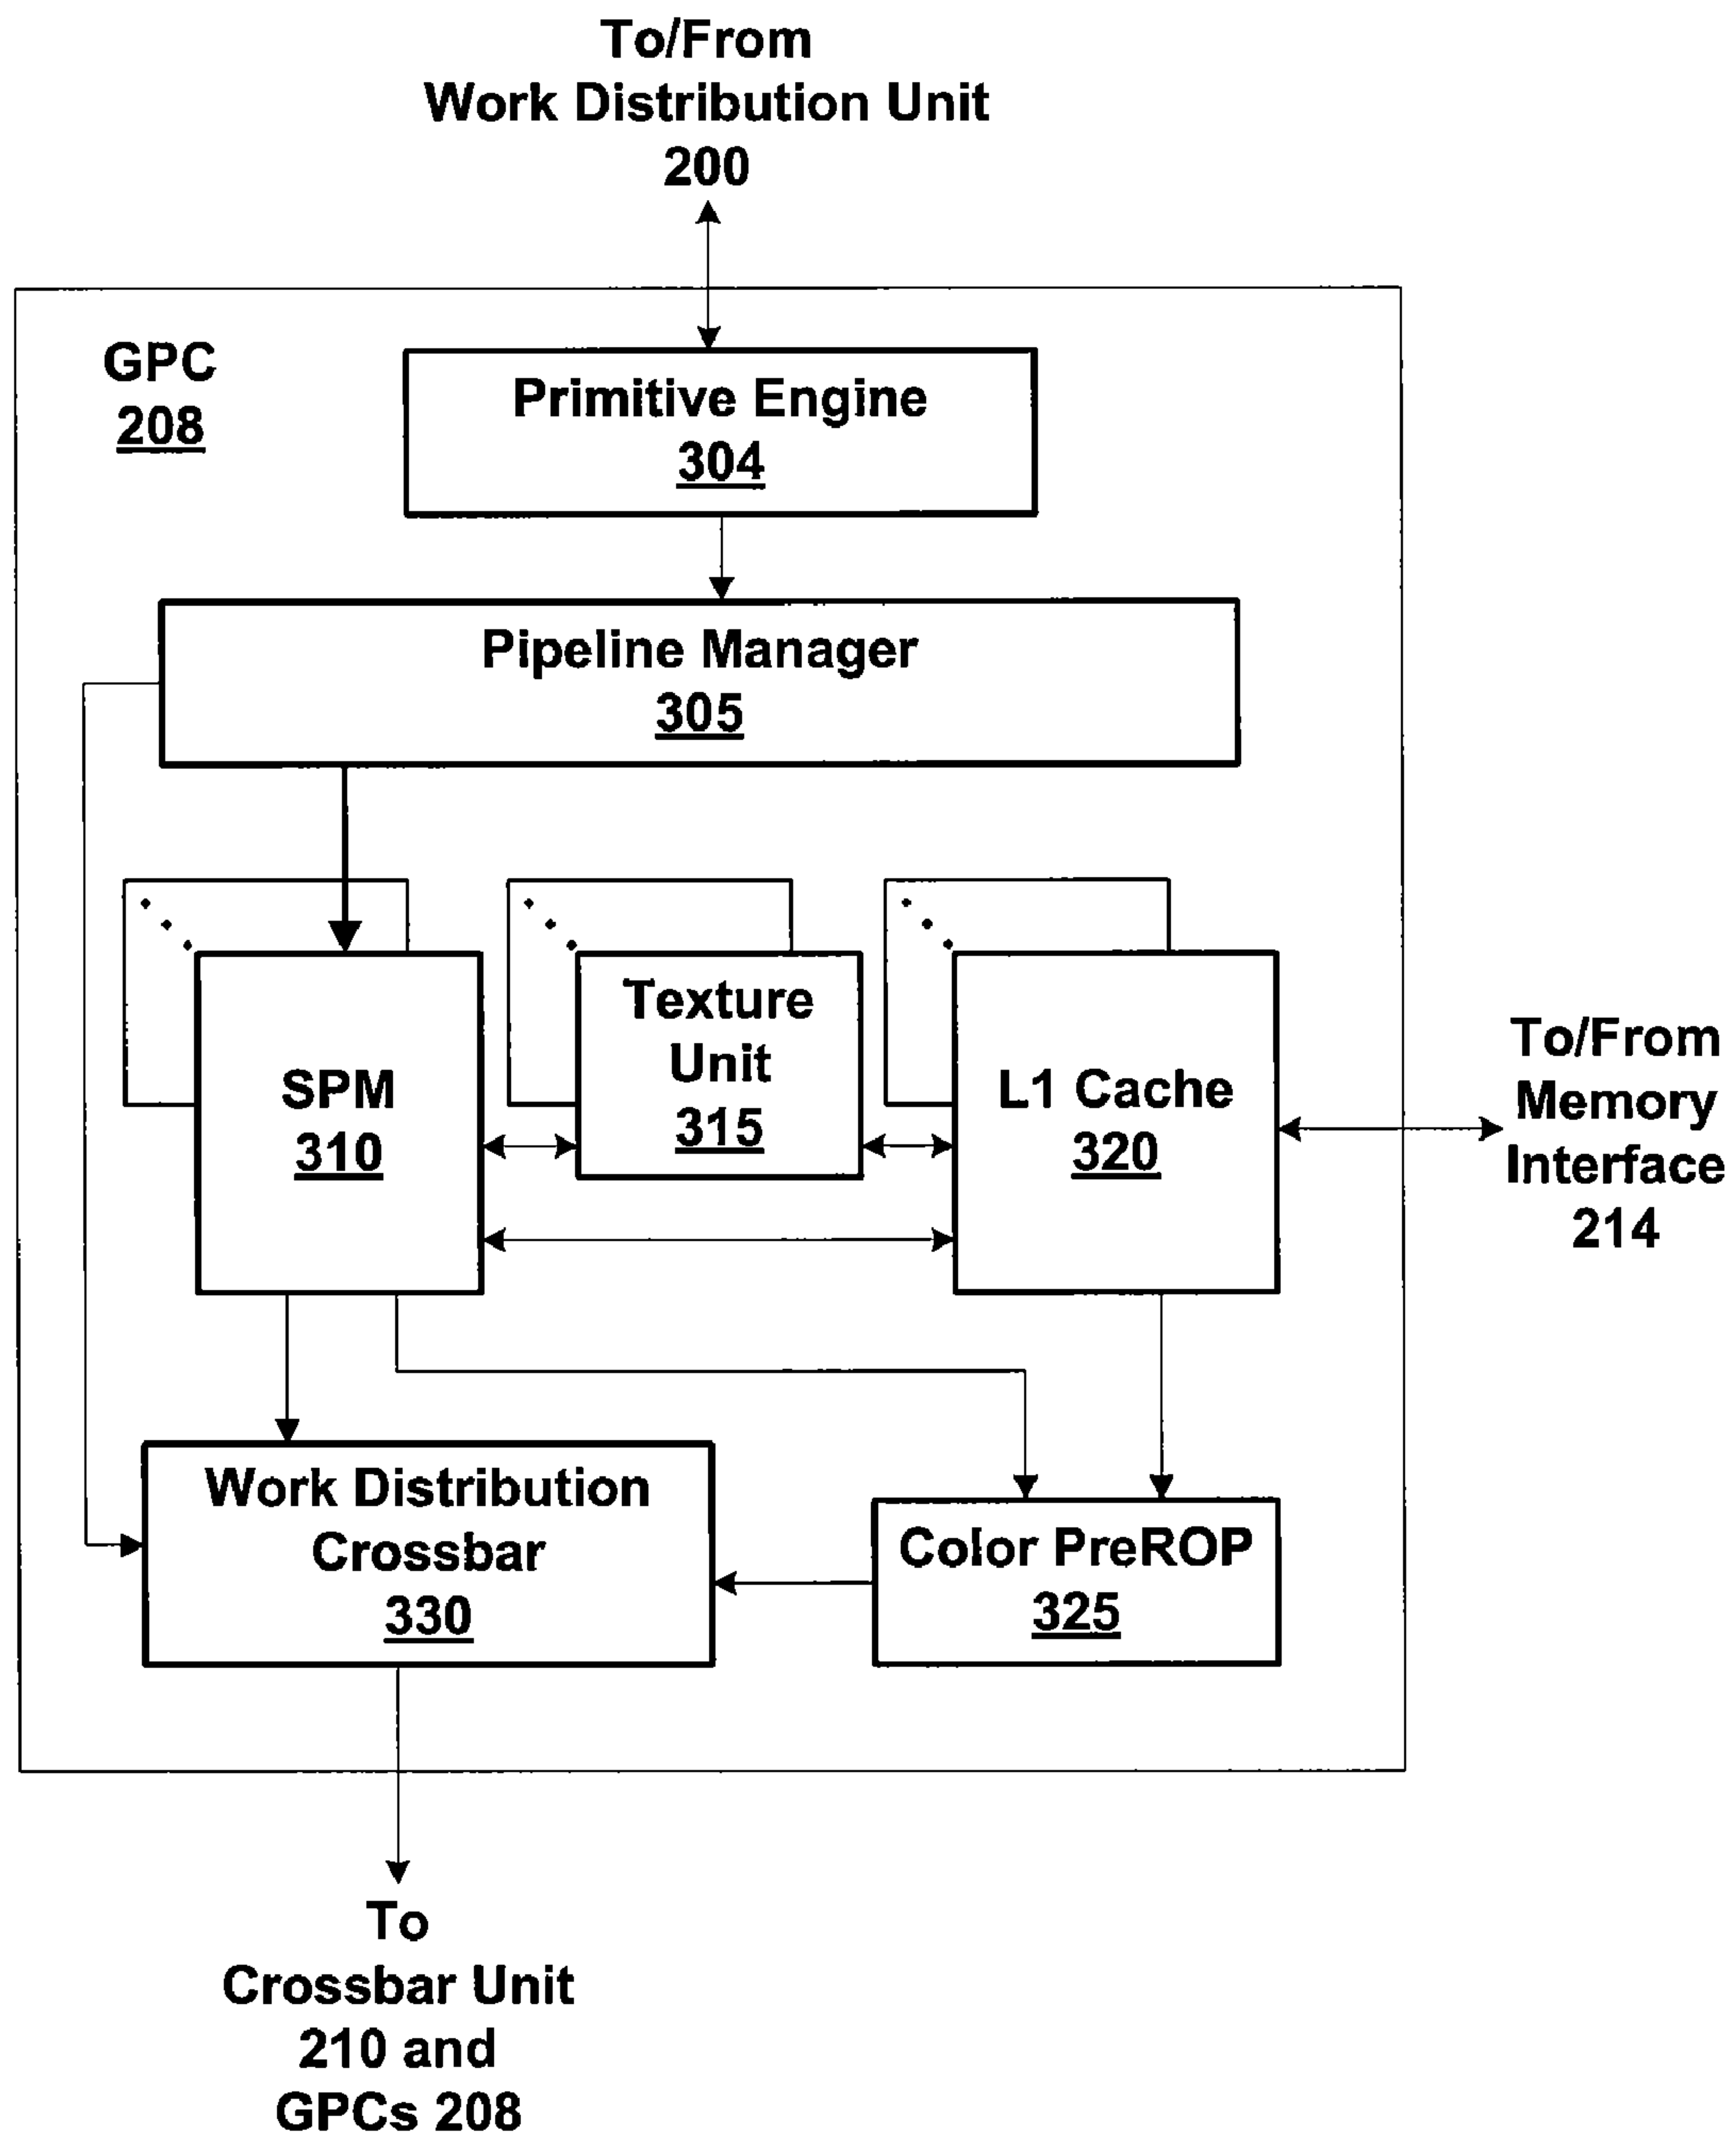 To/From
Work Distribution Unit
200
GPC
208
Primitive Engine
304
Pipeline Manager
305
SPM
310
Texture
Unit
315
L1 Cache
320
To/From
Memory
Interface
214
Work Distribution
Crossbar
330
Color PreROP
325
To
Crossbar Unit
210 and
GPCs 208